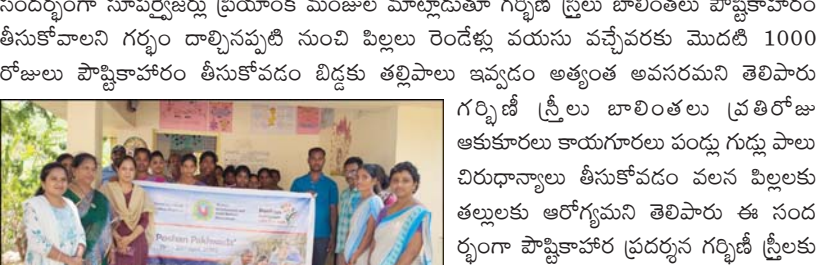 సందర్భంగా సూపర్వైజర్లు ప్రియాంక మంజుల మాట్లాడుతూ గర్భిణీ స్త్రీలు బాలింతలు పౌష్టికాహారం
తీసుకోవాలని గర్భం దాల్చినప్పటి నుంచి పిల్లలు రెండేళ్లు వయసు వచ్చేవరకు మొదటి 1000
రోజులు పౌష్టికాహారం తీసుకోవడం బిడ్డకు తల్లిపాలు ఇవ్వడం అత్యంత అవసరమని తెలిపారు
గర్భిణీ స్త్రీలు బాలింతలు ప్రతిరోజు
ఆకుకూరలు కాయగూరలు పండ్లు గుడ్లు పాలు
చిరుధాన్యాలు తీసుకోవడం వలన పిల్లలకు
తల్లులకు ఆరోగ్యమని తెలిపారు ఈ సంద
ర్భంగా పౌష్టికాహార ప్రదర్శన గర్భిణీ స్త్రీలకు
Poshan Pakhwada